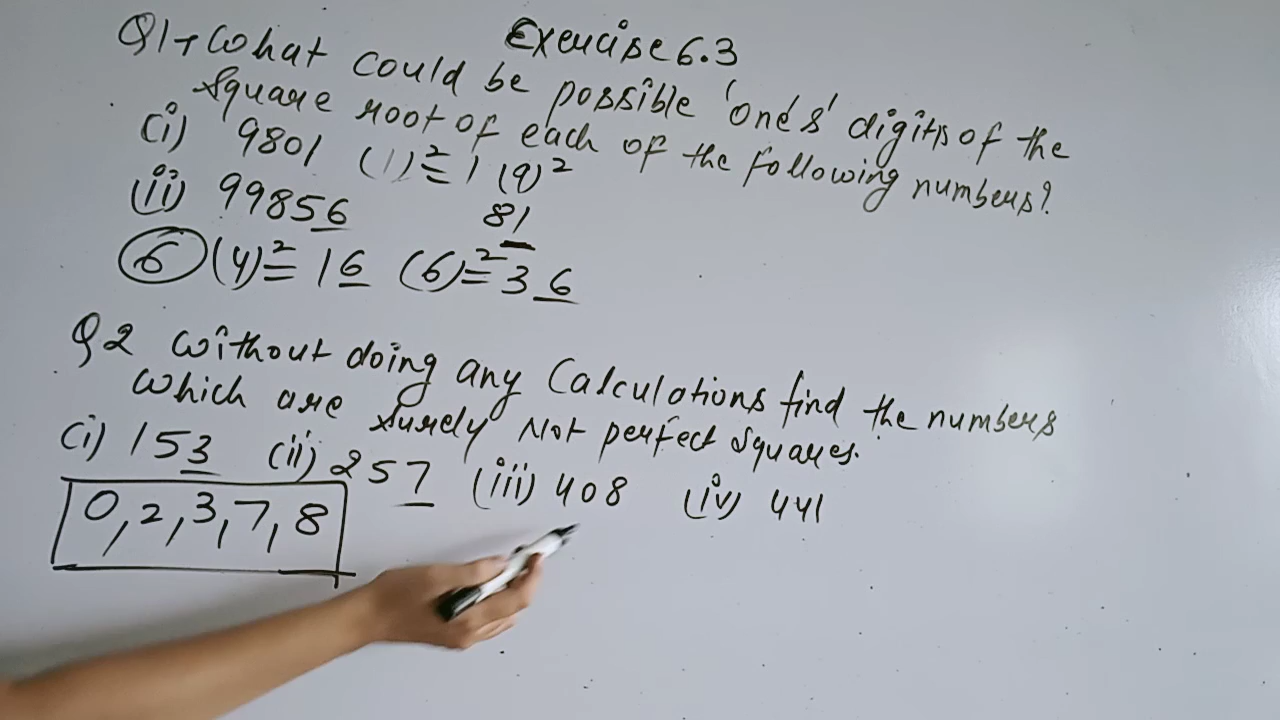 Exercise 6.3
Q1→ What could be possible 'one's' digits of the
square root of each of the following numbers?
(i) 9801 (1)²= 1 (9)²
81
(ii) 99856
6 (4)²= 16 (6)²= 36
Q2 Without doing any Calculations find the numbers
which are surely Not perfect squares.
(i) 153 (ii) 257 (iii) 408 (iv) 441
0, 2, 3, 7, 8